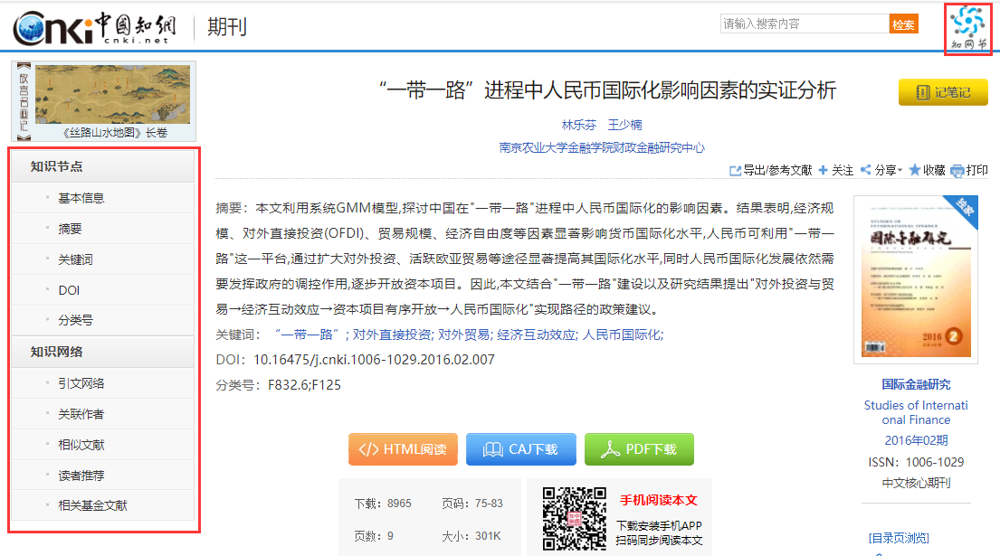 Cnki中國知網
cnki.net
期刊
请输入搜索内容
检索
知网节
故宫名画记
《丝路山水地图》长卷
“一带一路”进程中人民币国际化影响因素的实证分析
记笔记
林乐芬 王少楠
南京农业大学金融学院财政金融研究中心
导出/参考文献 关注 分享 收藏 打印
知识节点
基本信息
摘要
关键词
DOI
分类号
知识网络
引文网络
关联作者
相似文献
读者推荐
相关基金文献
摘要：本文利用系统GMM模型,探讨中国在"一带一路"进程中人民币国际化的影响因素。结果表明,经济规
模、对外直接投资(OFDI)、贸易规模、经济自由度等因素显著影响货币国际化水平,人民币可利用"一带一
路"这一平台,通过扩大对外投资、活跃欧亚贸易等途径显著提高其国际化水平,同时人民币国际化发展依然需
要发挥政府的调控作用,逐步开放资本项目。因此,本文结合"一带一路"建设以及研究结果提出"对外投资与贸
易→经济互动效应→资本项目有序开放→人民币国际化"实现路径的政策建议。
关键词：“一带一路”; 对外直接投资; 对外贸易; 经济互动效应; 人民币国际化;
DOI：10.16475/j.cnki.1006-1029.2016.02.007
分类号：F832.6;F125
HTML阅读
CAJ下载
PDF下载
下载：8965 页码：75-83
页数：9 大小：301K
手机阅读本文
下载安装手机APP
扫码同步阅读本文
独家
国际金融研究
2016 2
国际金融研究
Studies of Internati
onal Finance
2016年02期
ISSN：1006-1029
中文核心期刊
[目录页浏览]